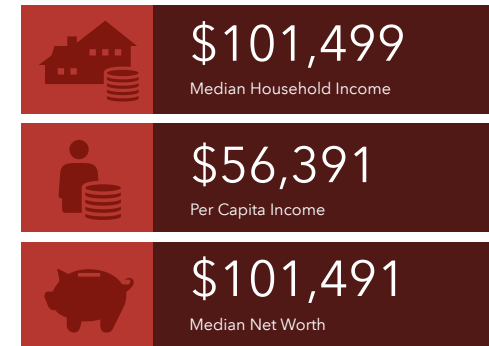 $101,499
Median Household Income
$56,391
Per Capita Income
$101,491
Median Net Worth